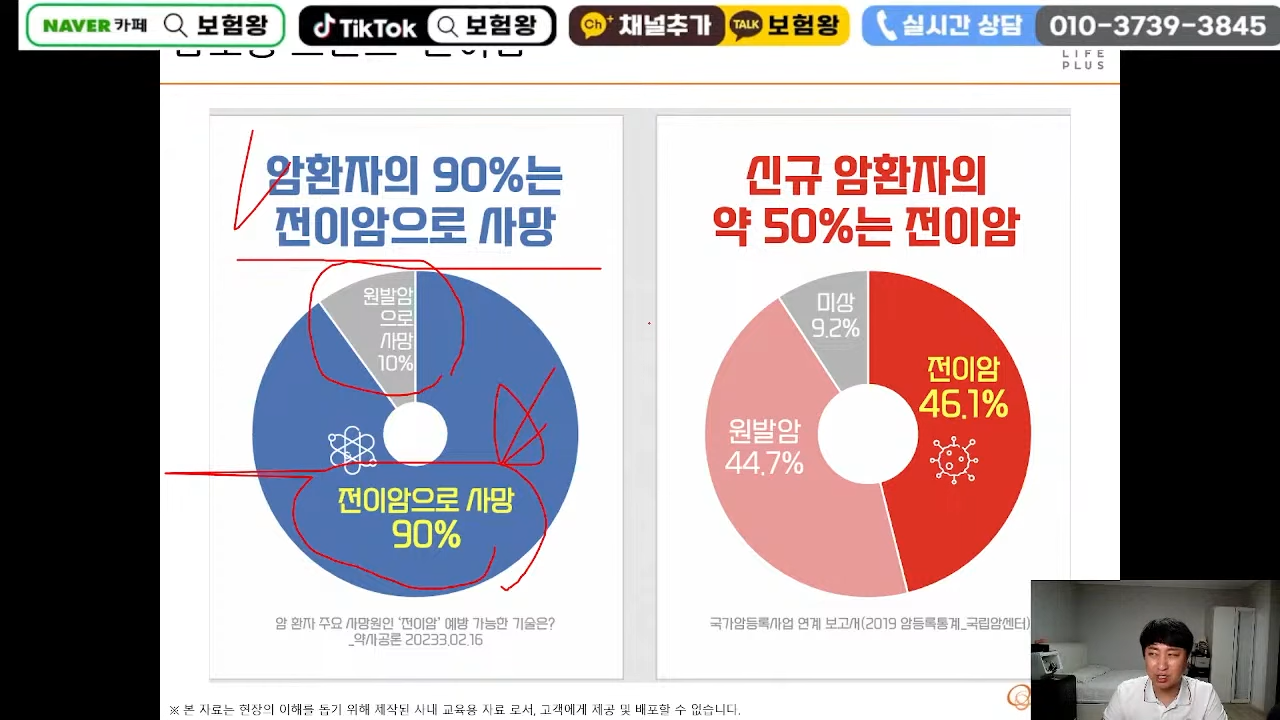 NAVER 카페 보험왕
TikTok 보험왕
Ch+ 채널추가 TALK 보험왕
실시간 상담 010-3739-3845
LIFE
PLUS
암환자의 90%는
전이암으로 사망
원발암
으로
사망
10%
전이암으로 사망
90%
암 환자 주요 사망원인 '전이암' 예방 가능한 기술은?
_약사공론 20233.02.16
신규 암환자의
약 50%는 전이암
미상
9.2%
전이암
46.1%
원발암
44.7%
국가암등록사업 연계 보고서(2019 암등록통계_국립암센터)
※ 본 자료는 현장의 이해를 돕기 위해 제작된 사내 교육용 자료 로서, 고객에게 제공 및 배포할 수 없습니다.